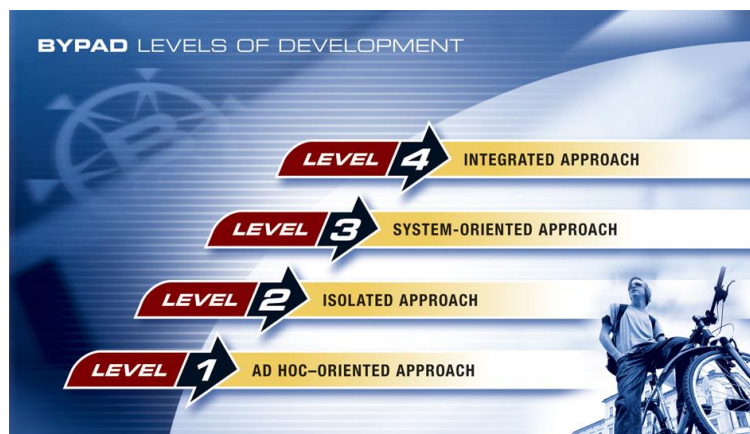 BYPAD LEVELS OF DEVELOPMENT
B
LEVEL 4 INTEGRATED APPROACH
LEVEL 3 SYSTEM-ORIENTED APPROACH
LEVEL 2 ISOLATED APPROACH
LEVEL 1 AD HOC–ORIENTED APPROACH